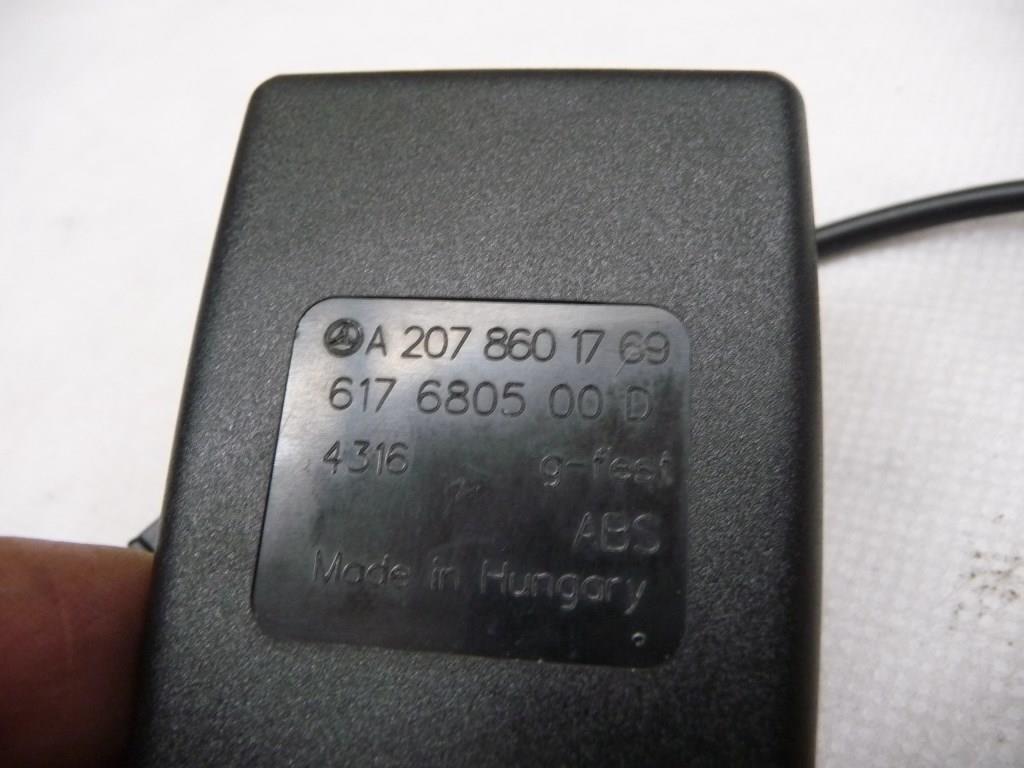 A 207 860 17 69
617 6805 00 D
4316 g-fest
ABS
Made in Hungary